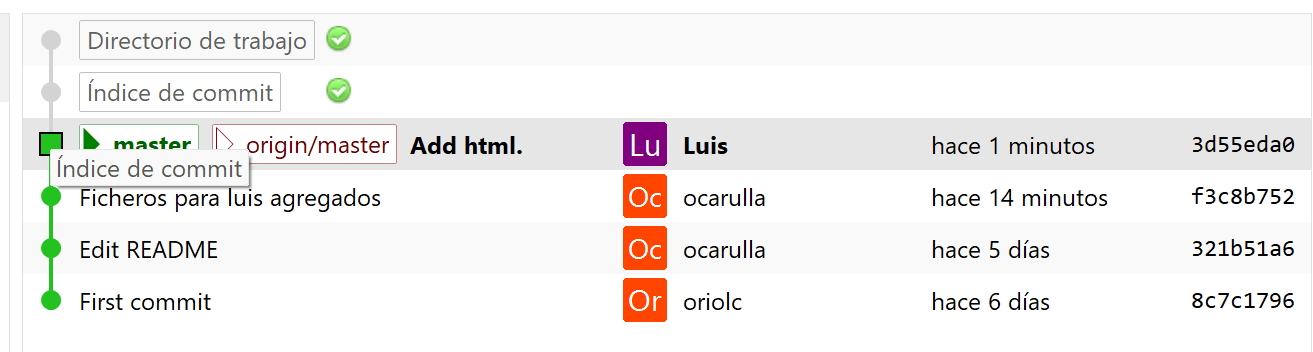 Directorio de trabajo
Índice de commit
master origin/master Add html. Lu Luis hace 1 minutos 3d55eda0
Índice de commit
Ficheros para luis agregados Oc ocarulla hace 14 minutos f3c8b752
Edit README Oc ocarulla hace 5 días 321b51a6
First commit Or oriolc hace 6 días 8c7c1796